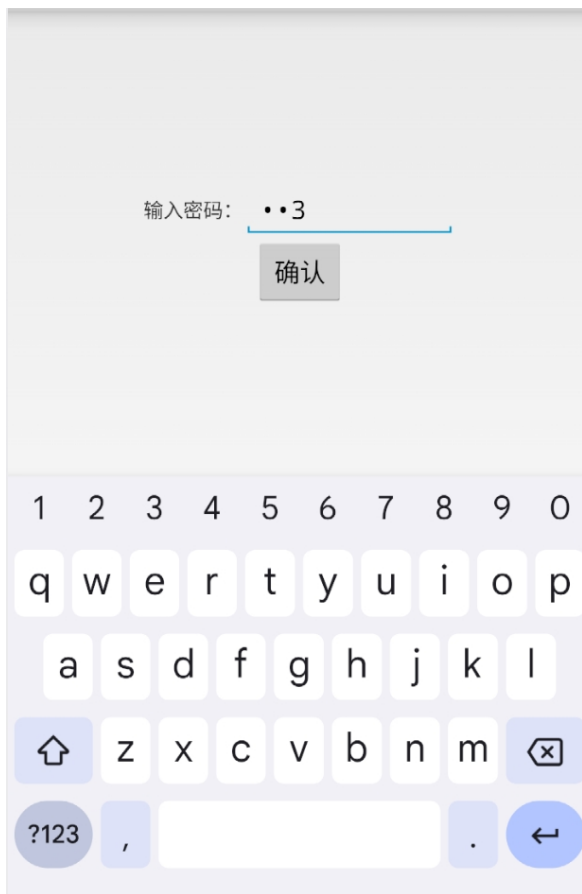 输入密码： ••3
确认
1 2 3 4 5 6 7 8 9 0
q w e r t y u i o p
a s d f g h j k l
z x c v b n m
?123 , .